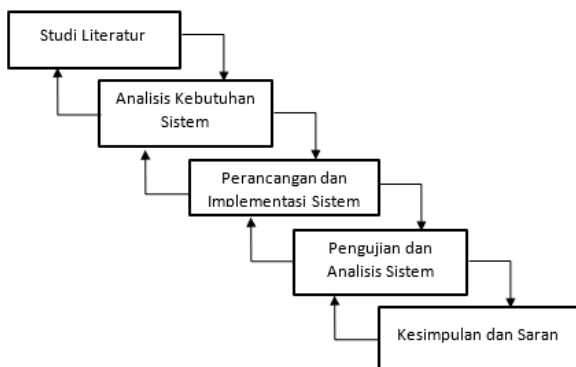 Studi Literatur
Analisis Kebutuhan
Sistem
Perancangan dan
Implementasi Sistem
Pengujian dan
Analisis Sistem
Kesimpulan dan Saran